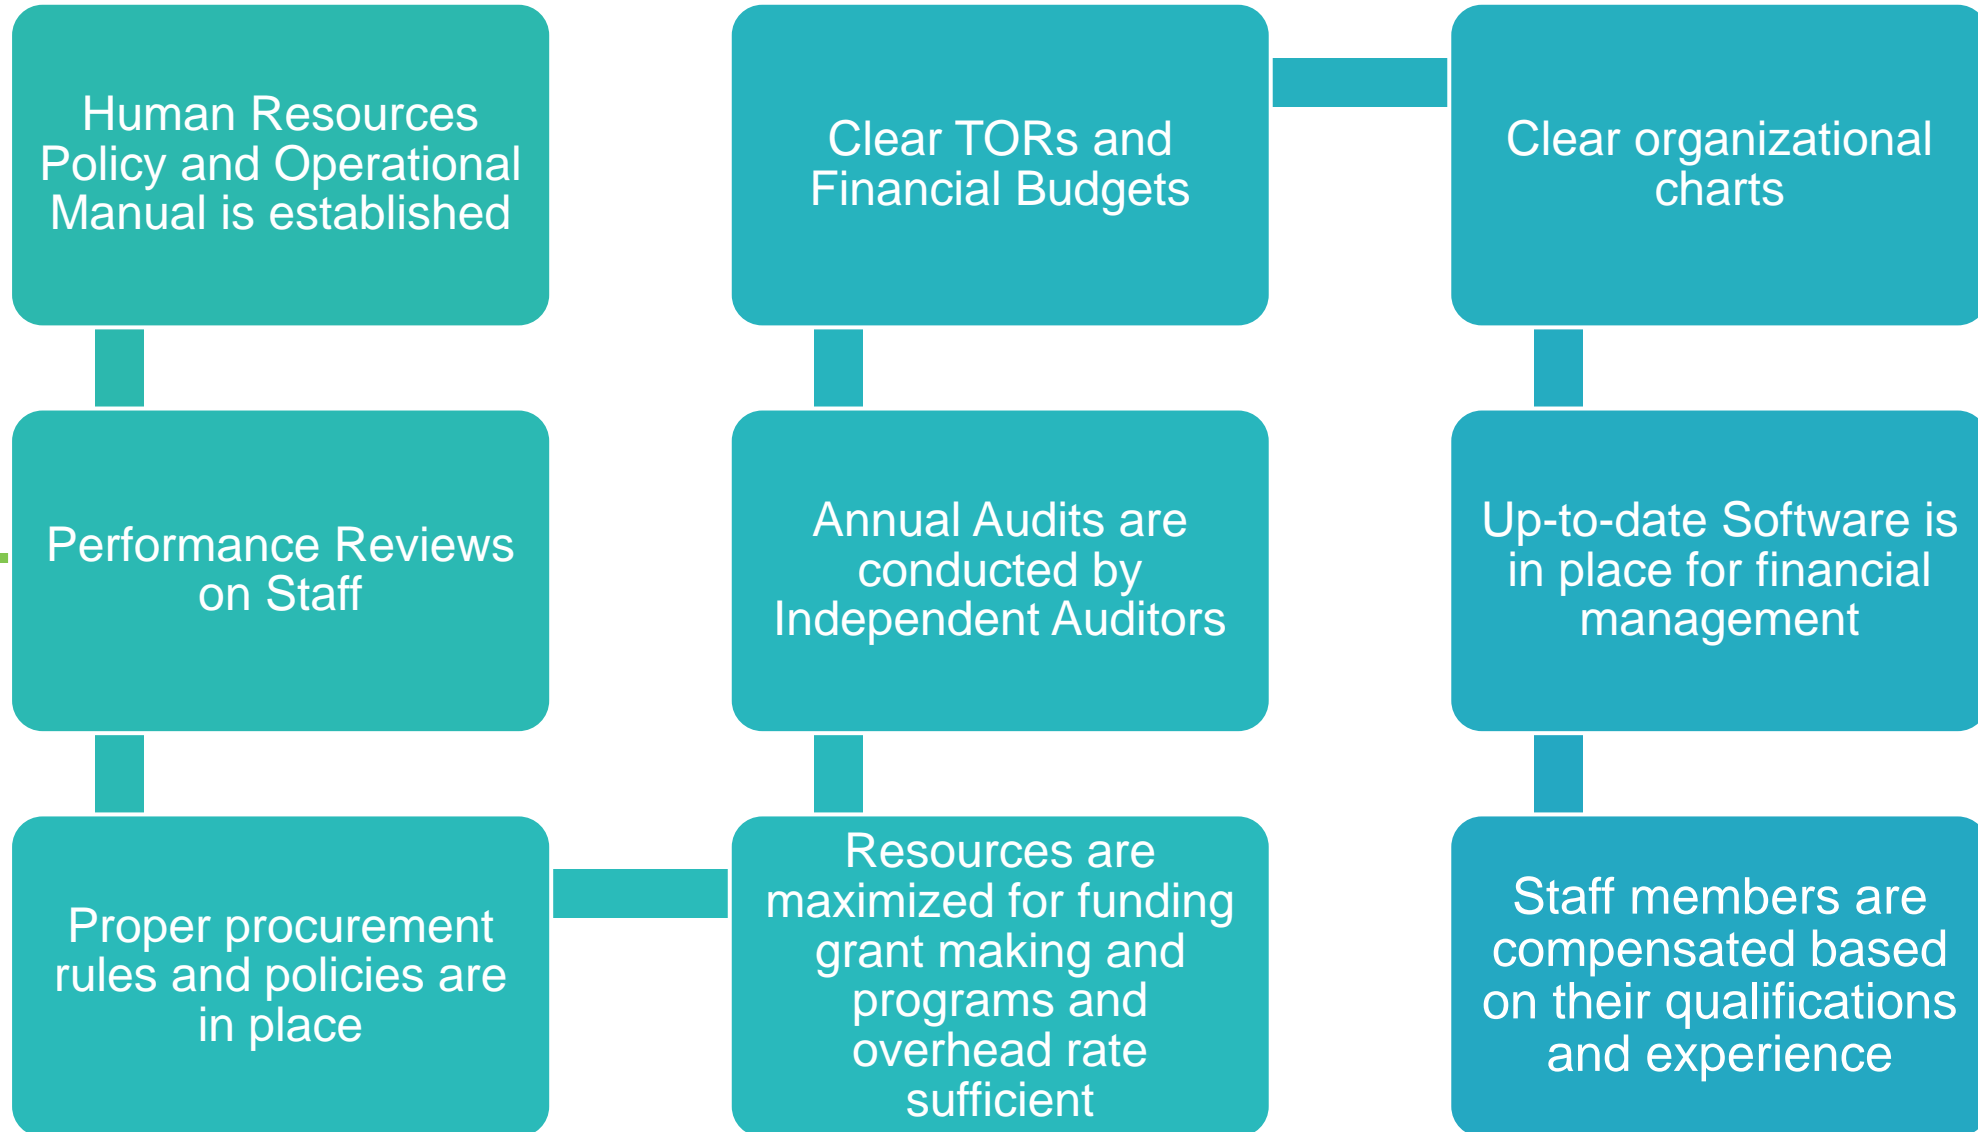 Human Resources
Policy and Operational
Manual is established
Performance Reviews
on Staff
Proper procurement
rules and policies are
in place
Resources are
maximized for funding
grant making and
programs and
overhead rate
sufficient
Annual Audits are
conducted by
Independent Auditors
Clear TORs and
Financial Budgets
Clear organizational
charts
Up-to-date Software is
in place for financial
management
Staff members are
compensated based
on their qualifications
and experience